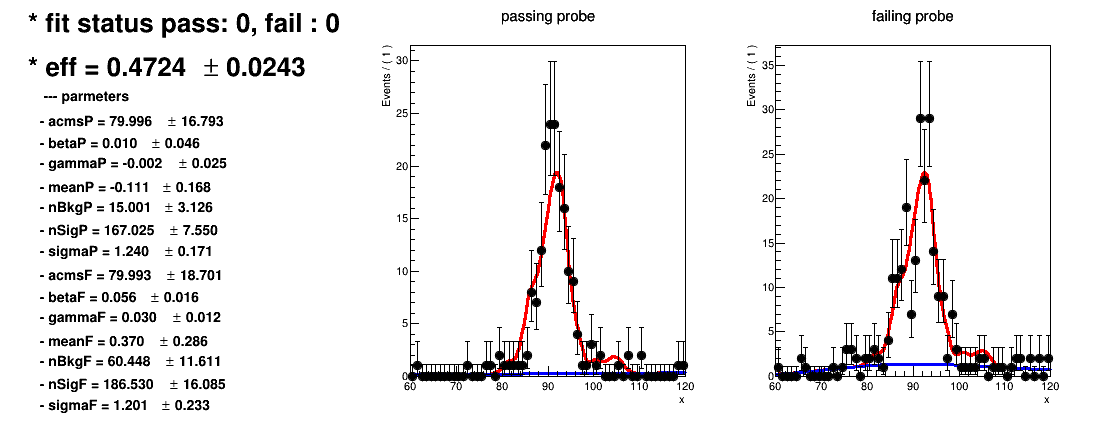 * fit status pass: 0, fail : 0
* eff = 0.4724 ± 0.0243
--- parmeters
- acmsP = 79.996 ± 16.793
- betaP = 0.010 ± 0.046
- gammaP = -0.002 ± 0.025
- meanP = -0.111 ± 0.168
- nBkgP = 15.001 ± 3.126
- nSigP = 167.025 ± 7.550
- sigmaP = 1.240 ± 0.171
- acmsF = 79.993 ± 18.701
- betaF = 0.056 ± 0.016
- gammaF = 0.030 ± 0.012
- meanF = 0.370 ± 0.286
- nBkgF = 60.448 ± 11.611
- nSigF = 186.530 ± 16.085
- sigmaF = 1.201 ± 0.233
passing probe
Events / ( 1 )
30
25
20
15
10
5
0
60 70 80 90 100 110 120
x
failing probe
Events / ( 1 )
35
30
25
20
15
10
5
0
60 70 80 90 100 110 120
x